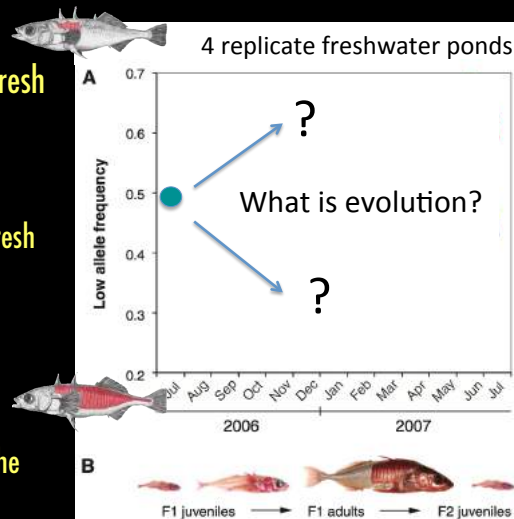 4 replicate freshwater ponds
resh
A
0.7
0.6
0.5
0.4
0.3
0.2
Low allele frequency
?
What is evolution?
?
resh
Jul Aug Sep Oct Nov Dec Jan Feb Mar Apr May Jun Jul
2006 2007
ne
B
F1 juveniles F1 adults F2 juveniles